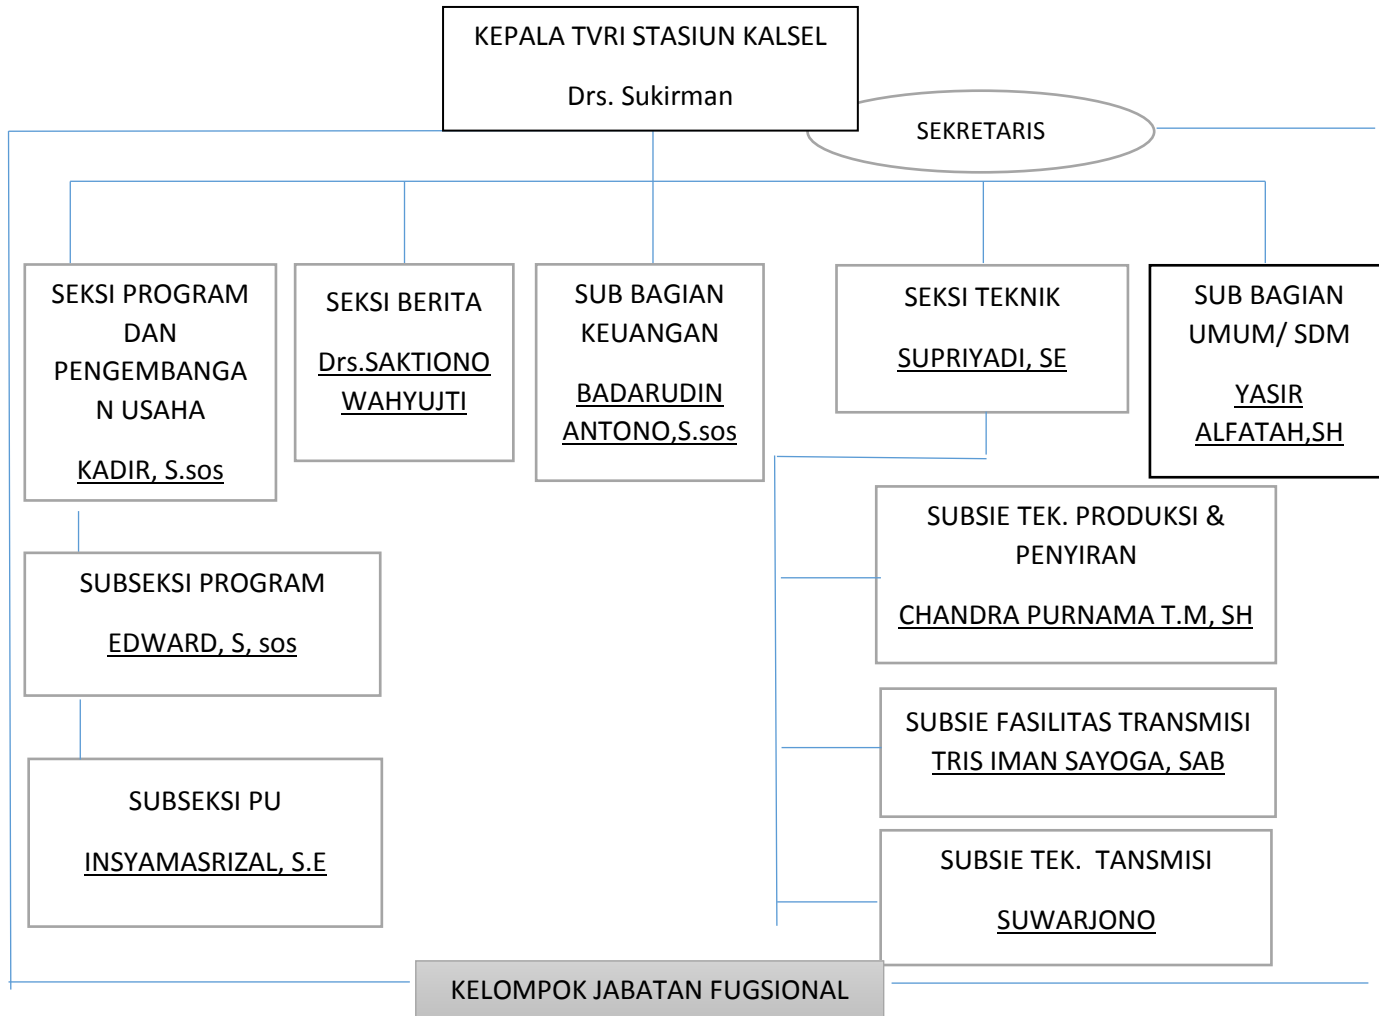 KEPALA TVRI STASIUN KALSEL
Drs. Sukirman
SEKRETARIS
SEKSI PROGRAM
DAN
PENGEMBANGA
N USAHA
KADIR, S.sos
SEKSI BERITA
Drs.SAKTIONO
WAHYUJTI
SUB BAGIAN
KEUANGAN
BADARUDIN
ANTONO,S.sos
SEKSI TEKNIK
SUPRIYADI, SE
SUB BAGIAN
UMUM/ SDM
YASIR
ALFATAH,SH
SUBSEKSI PROGRAM
EDWARD, S, sos
SUBSEKSI PU
INSYAMASRIZAL, S.E
SUBSIE TEK. PRODUKSI &
PENYIRAN
CHANDRA PURNAMA T.M, SH
SUBSIE FASILITAS TRANSMISI
TRIS IMAN SAYOGA, SAB
SUBSIE TEK.  TANSMISI
SUWARJONO
KELOMPOK JABATAN FUGSIONAL